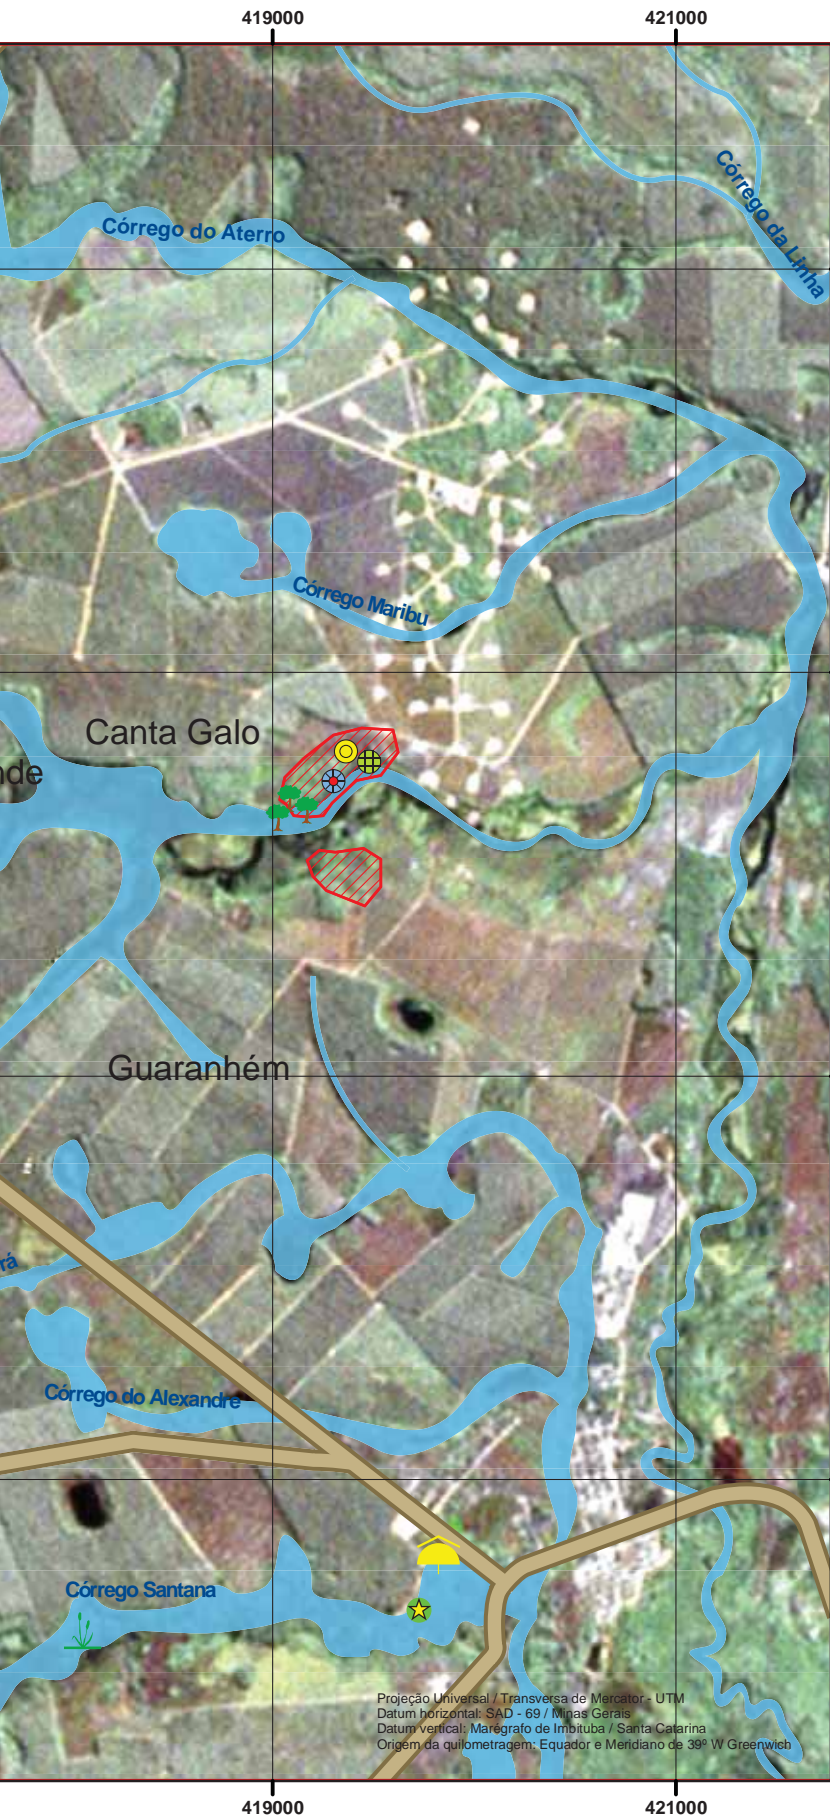 419000 421000
Córrego da Linha
Córrego do Aterro
Córrego Maribu
Canta Galo
nde
Guaranhém
rá
Córrego do Alexandre
Córrego Santana
Projeção Universal / Transversa de Mercator - UTM
Datum horizontal: SAD - 69 / Minas Gerais
Datum vertical: Marégrafo de Imbituba / Santa Catarina
Origem da quilometragem: Equador e Meridiano de 39º W Greenwich
419000 421000